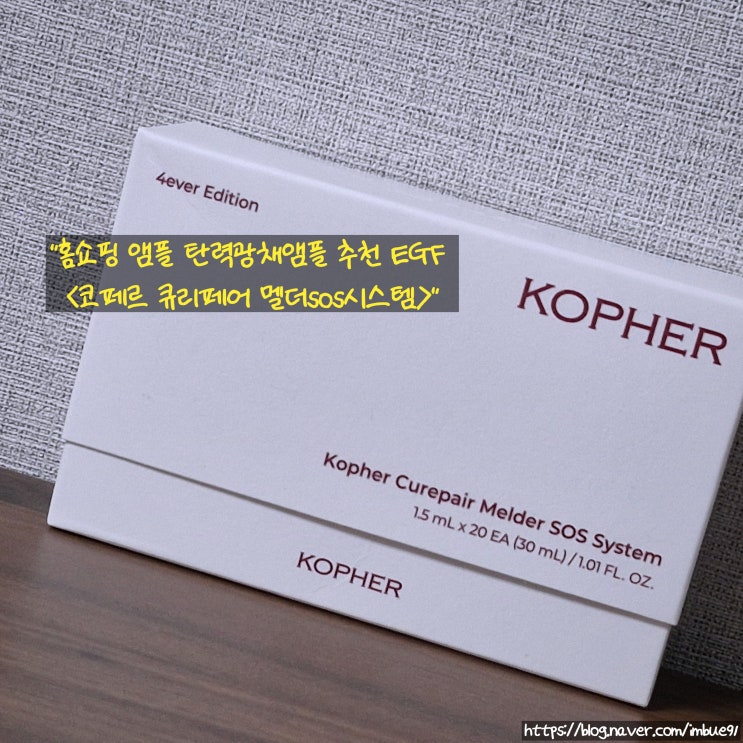 4ever Edition
"홈쇼핑 앰플 탄력광채앰플 추천 EGF
<코페르 큐리페어 멜더sos시스템>"
KOPHER
Kopher Curepair Melder SOS System
1.5 mL x 20 EA (30 mL) / 1.01 FL. OZ.
KOPHER
https://blog.naver.com/imbue91